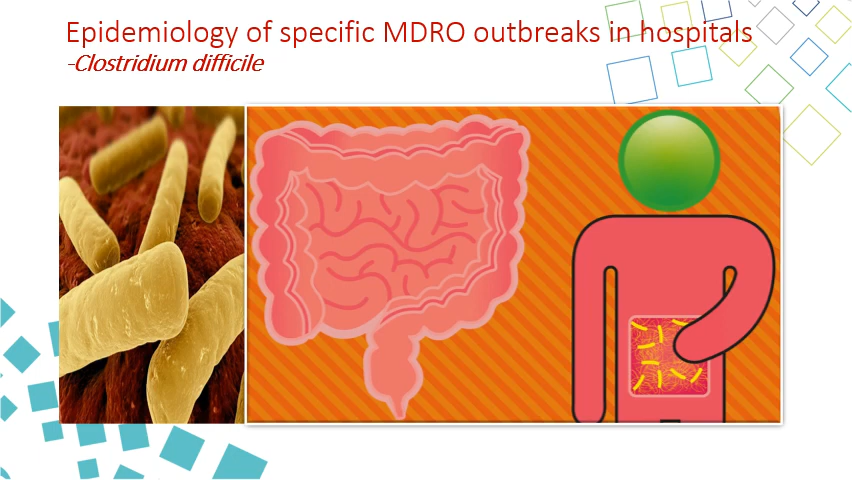 Epidemiology of specific MDRO outbreaks in hospitals
-Clostridium difficile